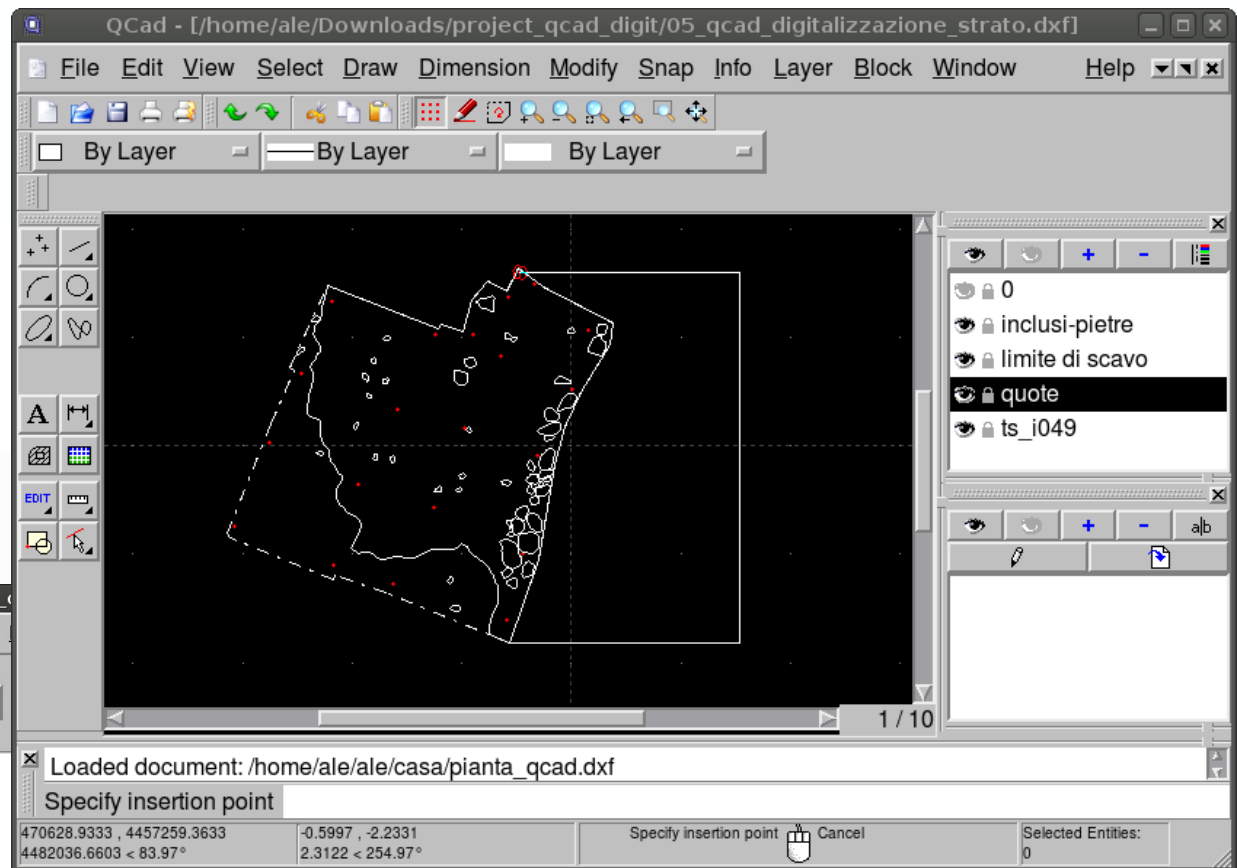 QCad - [/home/ale/Downloads/project_qcad_digit/05_qcad_digitalizzazione_strato.dxf]
File Edit View Select Draw Dimension Modify Snap Info Layer Block Window Help
By Layer By Layer By Layer
0
inclusi-pietre
limite di scavo
quote
ts_i049
A
EDIT
a|b
1 / 10
Loaded document: /home/ale/ale/casa/pianta_qcad.dxf
Specify insertion point
470628.9333 , 4457259.3633 -0.5997 , -2.2331 Specify insertion point Cancel Selected Entities:
4482036.6603 < 83.97° 2.3122 < 254.97° 0